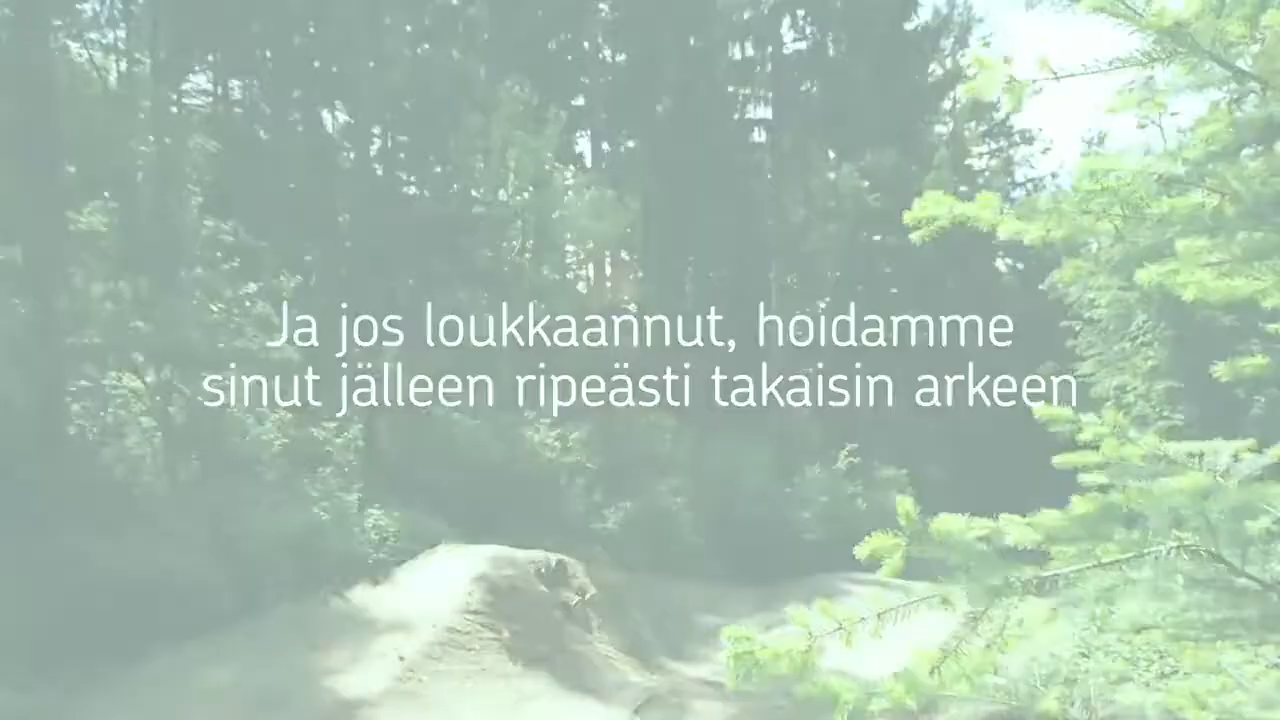 Ja jos loukkaannut, hoidamme
sinut jälleen ripeästi takaisin arkeen